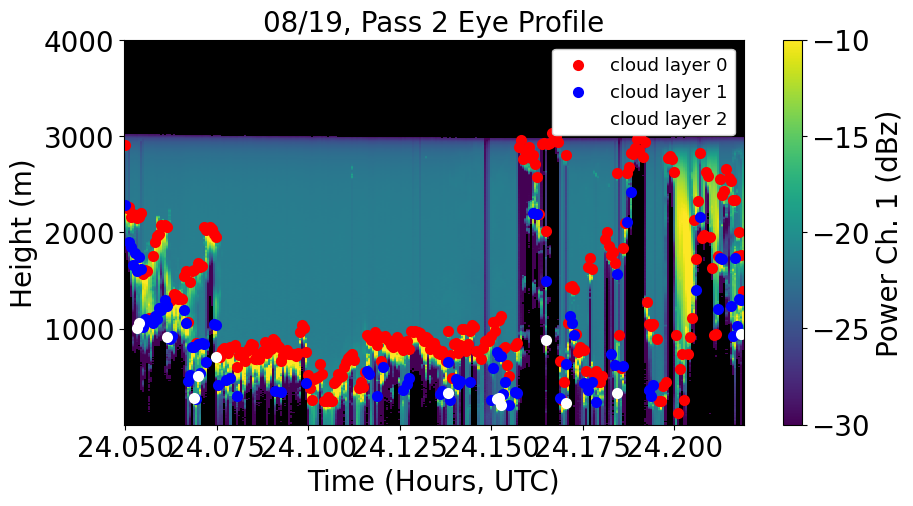 08/19, Pass 2 Eye Profile
4000
3000
2000
1000
Height (m)
cloud layer 0
cloud layer 1
cloud layer 2
24.050
24.075
24.100
24.125
24.150
24.175
24.200
Time (Hours, UTC)
−10
−15
−20
−25
−30
Power Ch. 1 (dBz)